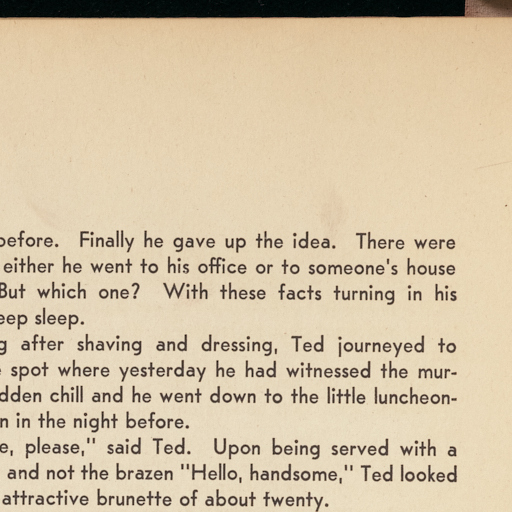 before. Finally he gave up the idea. There were
either he went to his office or to someone's house
But which one? With these facts turning in his
eep sleep.
g after shaving and dressing, Ted journeyed to
spot where yesterday he had witnessed the mur-
dden chill and he went down to the little luncheon-
n in the night before.
e, please," said Ted. Upon being served with a
and not the brazen "Hello, handsome," Ted looked
attractive brunette of about twenty.